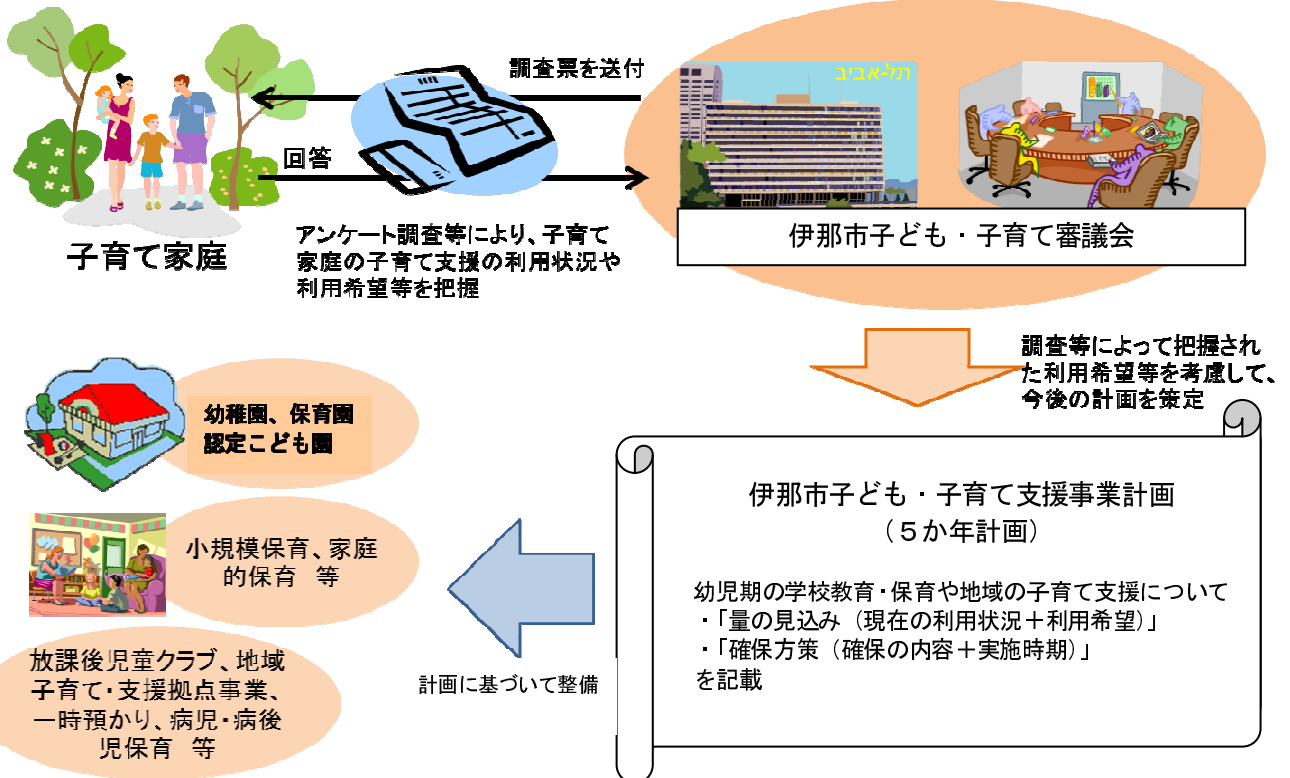 調査票を送付
תל-אביב
回答
子育て家庭
アンケート調査等により、子育て
家庭の子育て支援の利用状況や
利用希望等を把握
伊那市子ども・子育て審議会
調査等によって把握され
た利用希望等を考慮して、
今後の計画を策定
伊那市子ども・子育て支援事業計画
(５か年計画)
幼児期の学校教育・保育や地域の子育て支援について
・「量の見込み（現在の利用状況＋利用希望）」
・「確保方策（確保の内容＋実施時期）」
を記載
計画に基づいて整備
幼稚園、保育園
認定こども園
小規模保育、家庭
的保育　等
放課後児童クラブ、地域
子育て・支援拠点事業、
一時預かり、病児・病後
児保育　等